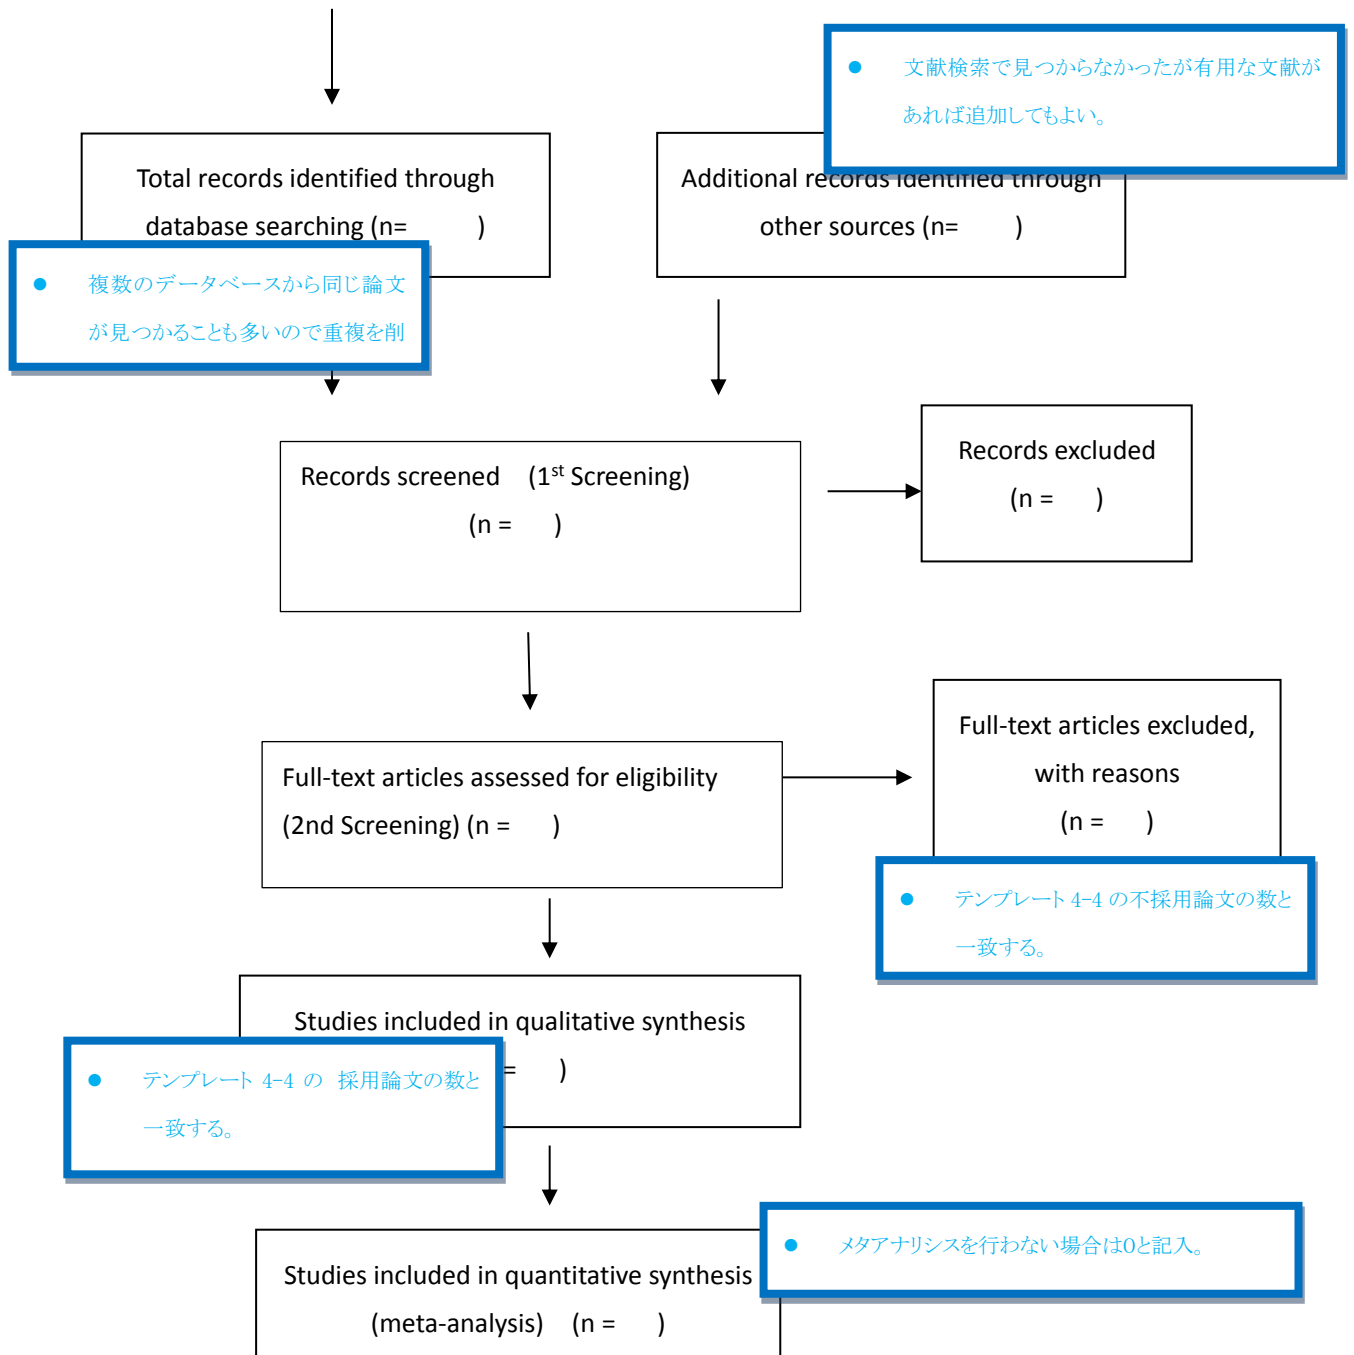 ● 文献検索で見つからなかったが有用な文献が
あれば追加してもよい。
Total records identified through
database searching (n= )
Additional records identified through
other sources (n= )
● 複数のデータベースから同じ論文
が見つかることも多いので重複を削
Records screened (1st Screening)
(n = )
Records excluded
(n = )
Full-text articles assessed for eligibility
(2nd Screening) (n = )
Full-text articles excluded,
with reasons
(n = )
● テンプレート 4-4 の不採用論文の数と
一致する。
Studies included in qualitative synthesis
= )
● テンプレート 4-4 の 採用論文の数と
一致する。
● メタアナリシスを行わない場合は0と記入。
Studies included in quantitative synthesis
(meta-analysis) (n = )